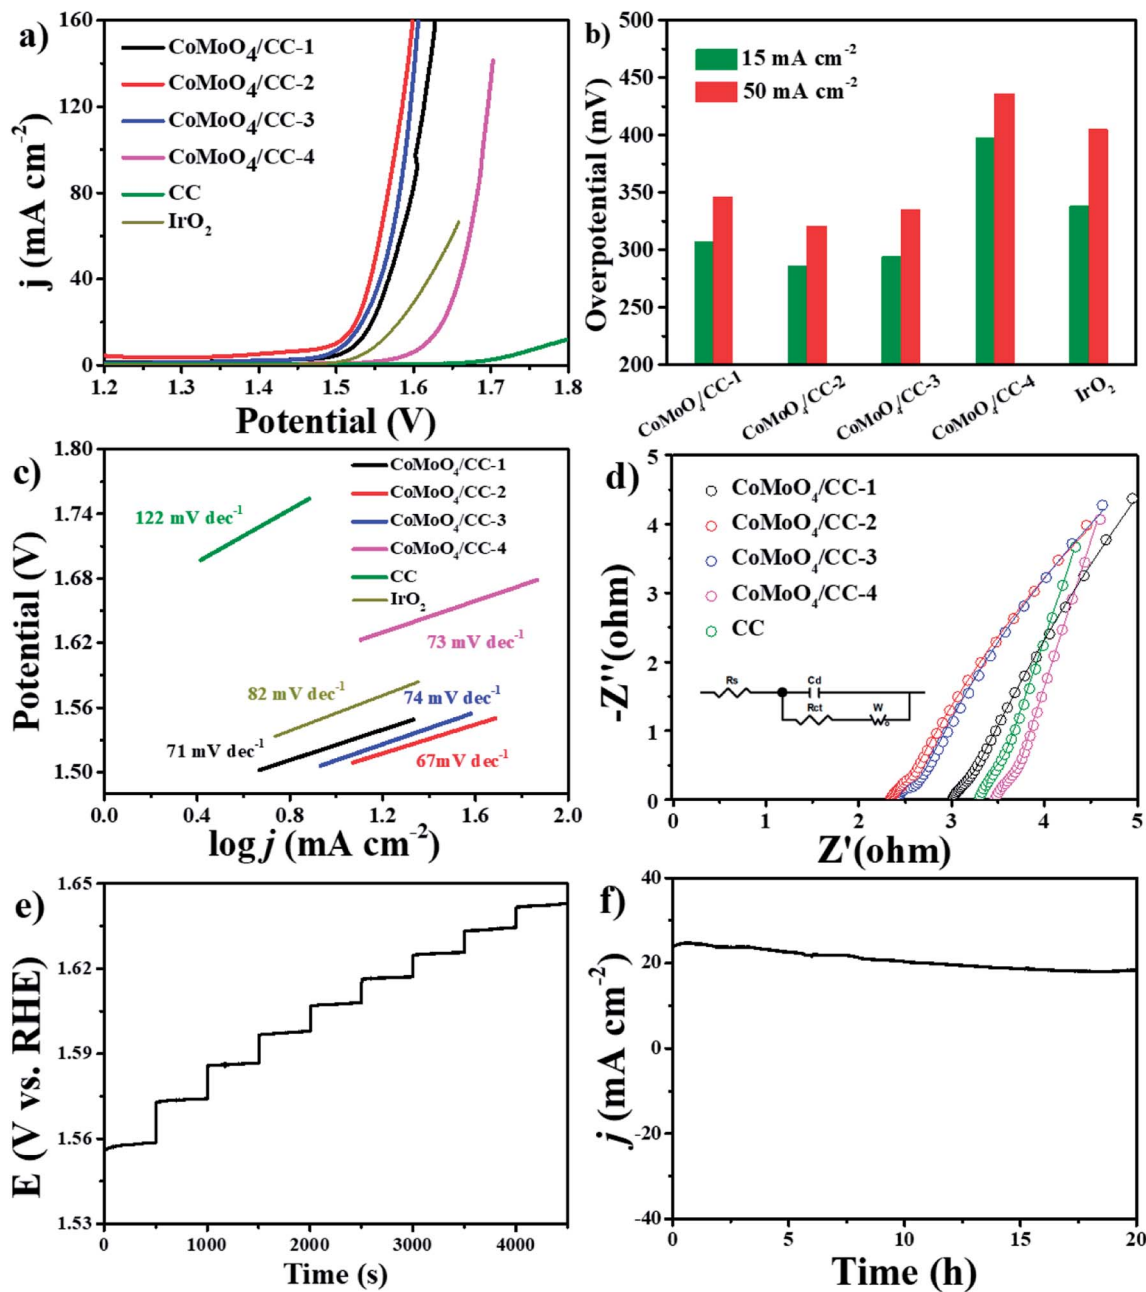 a)
j (mA cm⁻²)
160
120
80
40
0
CoMoO₄/CC-1
CoMoO₄/CC-2
CoMoO₄/CC-3
CoMoO₄/CC-4
CC
IrO₂
1.2 1.3 1.4 1.5 1.6 1.7 1.8
Potential (V)
b)
Overpotential (mV)
500
450
400
350
300
250
200
15 mA cm⁻²
50 mA cm⁻²
CoMoO₄/CC-1
CoMoO₄/CC-2
CoMoO₄/CC-3
CoMoO₄/CC-4
IrO₂
c)
Potential (V)
1.80
1.74
1.68
1.62
1.56
1.50
CoMoO₄/CC-1
CoMoO₄/CC-2
CoMoO₄/CC-3
CoMoO₄/CC-4
CC
IrO₂
122 mV dec⁻¹
73 mV dec⁻¹
82 mV dec⁻¹
74 mV dec⁻¹
71 mV dec⁻¹
67mV dec⁻¹
0.0 0.4 0.8 1.2 1.6 2.0
log j (mA cm⁻²)
d)
-Z''(ohm)
5
4
3
2
1
0
CoMoO₄/CC-1
CoMoO₄/CC-2
CoMoO₄/CC-3
CoMoO₄/CC-4
CC
Rs
Cd
Rct
W₀
0 1 2 3 4 5
Z'(ohm)
e)
E (V vs. RHE)
1.65
1.62
1.59
1.56
1.53
0 1000 2000 3000 4000
Time (s)
f)
j (mA cm⁻²)
40
20
0
-20
-40
0 5 10 15 20
Time (h)